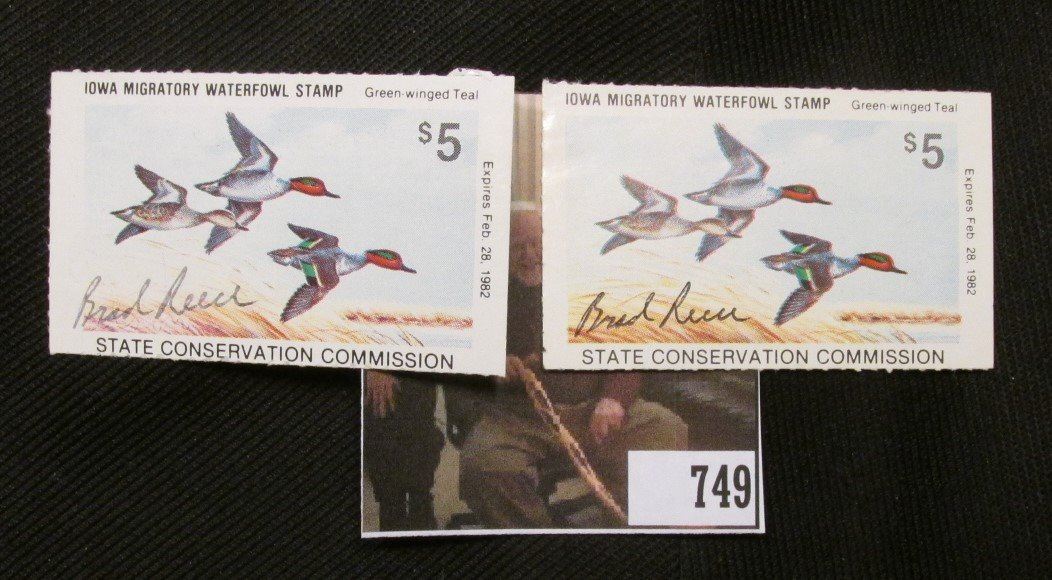 IOWA MIGRATORY WATERFOWL STAMP Green-winged Teal
$5
Expires Feb. 28, 1982
Brad Reece
STATE CONSERVATION COMMISSION
IOWA MIGRATORY WATERFOWL STAMP Green-winged Teal
$5
Expires Feb. 28, 1982
Brad Reece
STATE CONSERVATION COMMISSION
749